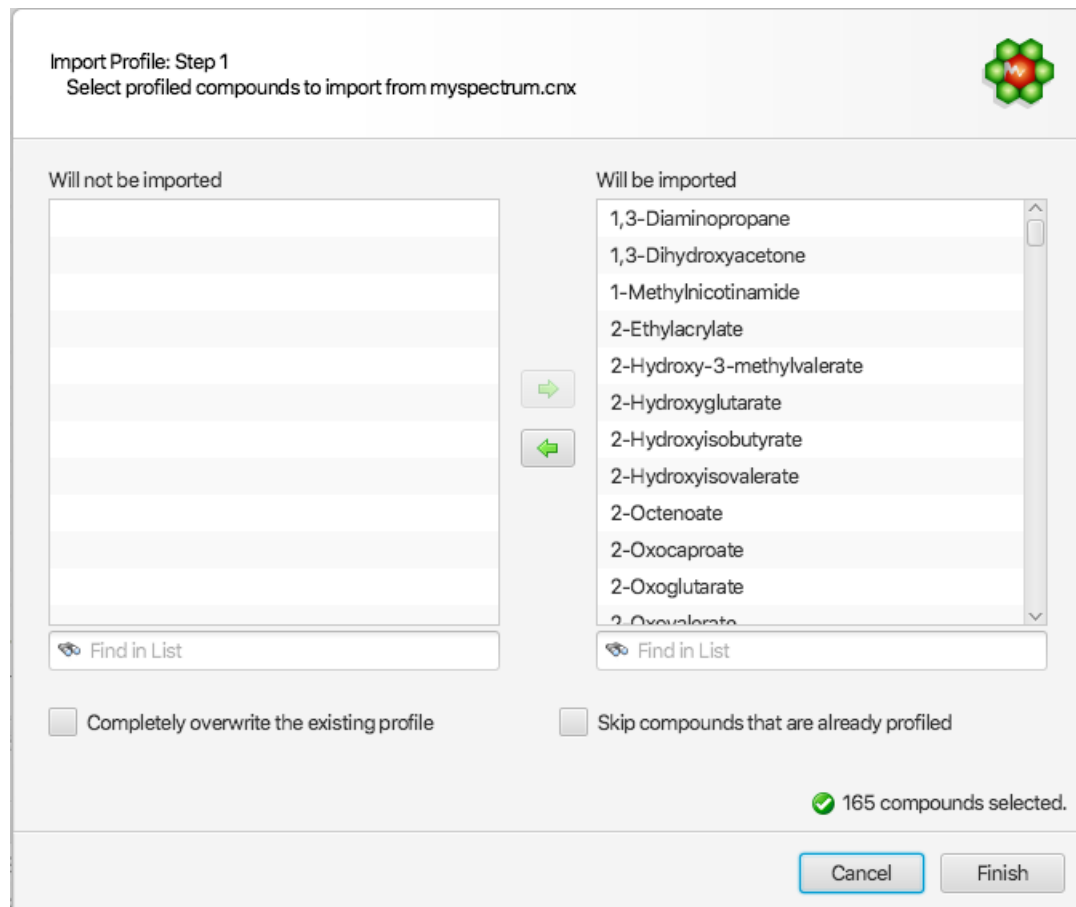 Import Profile: Step 1
Select profiled compounds to import from myspectrum.cnx
Will not be imported
Will be imported
1,3-Diaminopropane
1,3-Dihydroxyacetone
1-Methylnicotinamide
2-Ethylacrylate
2-Hydroxy-3-methylvalerate
2-Hydroxyglutarate
2-Hydroxyisobutyrate
2-Hydroxyisovalerate
2-Octenoate
2-Oxocaproate
2-Oxoglutarate
2-Oxovalerate
Find in List
Find in List
Completely overwrite the existing profile
Skip compounds that are already profiled
165 compounds selected.
Cancel
Finish